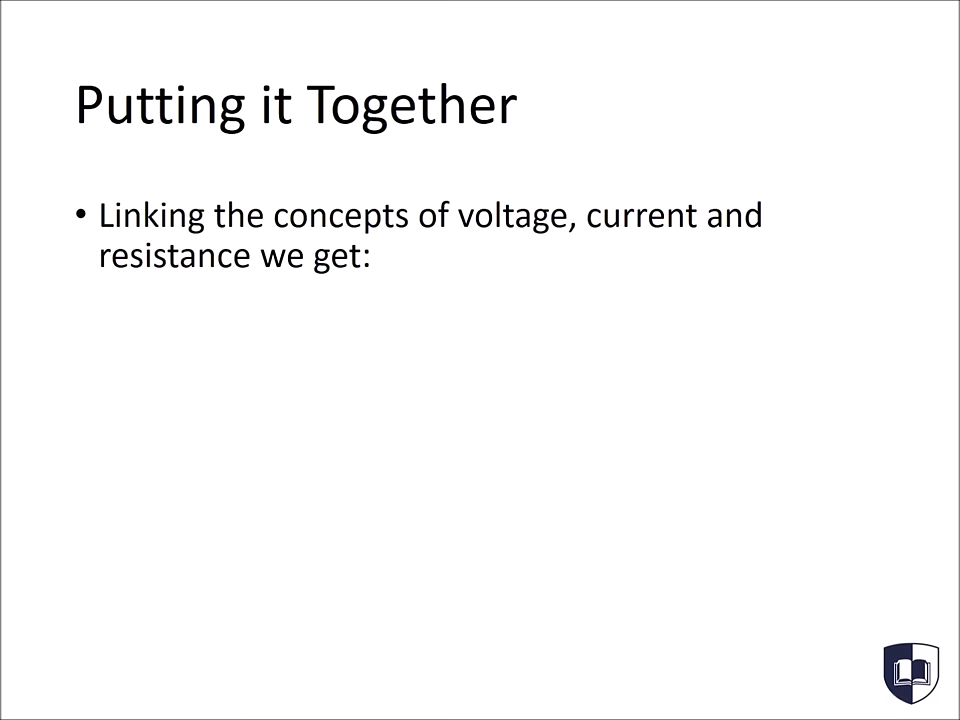 Putting it Together
• Linking the concepts of voltage, current and
resistance we get: